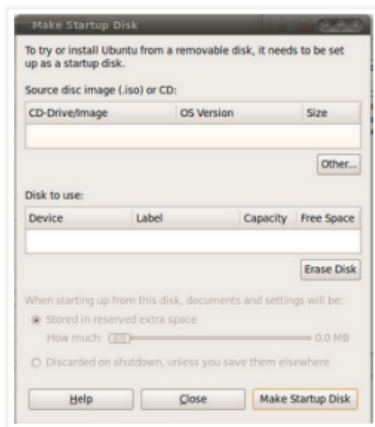 Make Startup Disk
To try or install Ubuntu from a removable disk, it needs to be set
up as a startup disk.
Source disc image (.iso) or CD:
CD-Drive/Image OS Version Size
Other...
Disk to use:
Device Label Capacity Free Space
Erase Disk
When starting up from this disk, documents and settings will be:
Stored in reserved extra space
How much: 0.0 MB
Discarded on shutdown, unless you save them elsewhere
Help Close Make Startup Disk